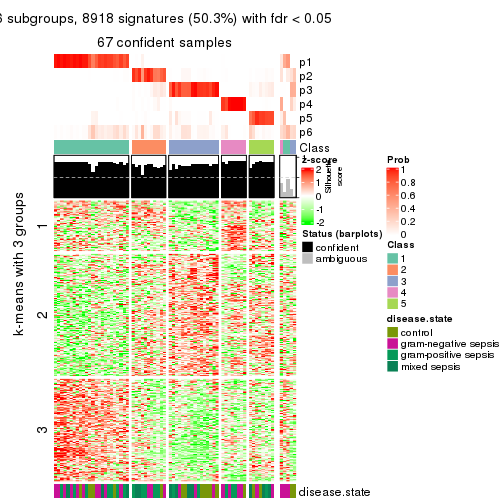 subgroups, 8918 signatures (50.3%) with fdr < 0.05
67 confident samples
p1
p2
p3
p4
p5
p6
Class
z-score
2
1
0
-1
-2
Silhouette
score
Prob
1
0.8
0.6
0.4
0.2
0
Status (barplots)
confident
ambiguous
Class
1
2
3
4
5
disease.state
control
gram-negative sepsis
gram-positive sepsis
mixed sepsis
k-means with 3 groups
1
2
3
disease.state